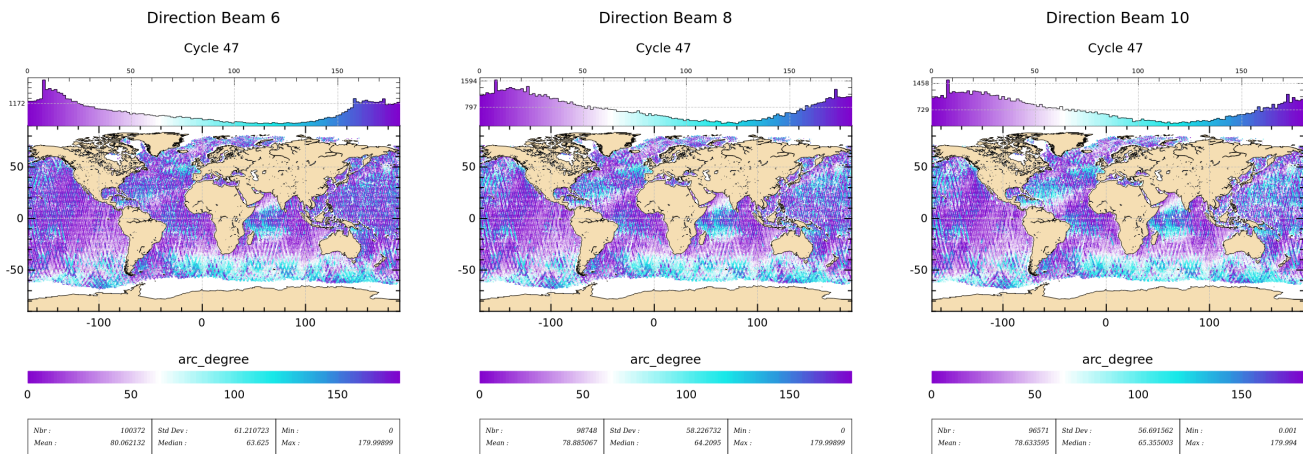 Direction Beam 6
Cycle 47
0 50 100 150
1172
50
0
-50
-100 0 100
arc_degree
0 50 100 150
Nbr : 100372 Std Dev : 61.210723 Min : 0
Mean : 80.062132 Median : 63.625 Max : 179.99899
Direction Beam 8
Cycle 47
0 50 100 150
1594
797
50
0
-50
-100 0 100
arc_degree
0 50 100 150
Nbr : 98748 Std Dev : 58.226732 Min : 0
Mean : 78.885067 Median : 64.2095 Max : 179.99899
Direction Beam 10
Cycle 47
0 50 100 150
1458
729
50
0
-50
-100 0 100
arc_degree
0 50 100 150
Nbr : 96571 Std Dev : 56.691562 Min : 0.001
Mean : 78.633595 Median : 65.355003 Max : 179.994